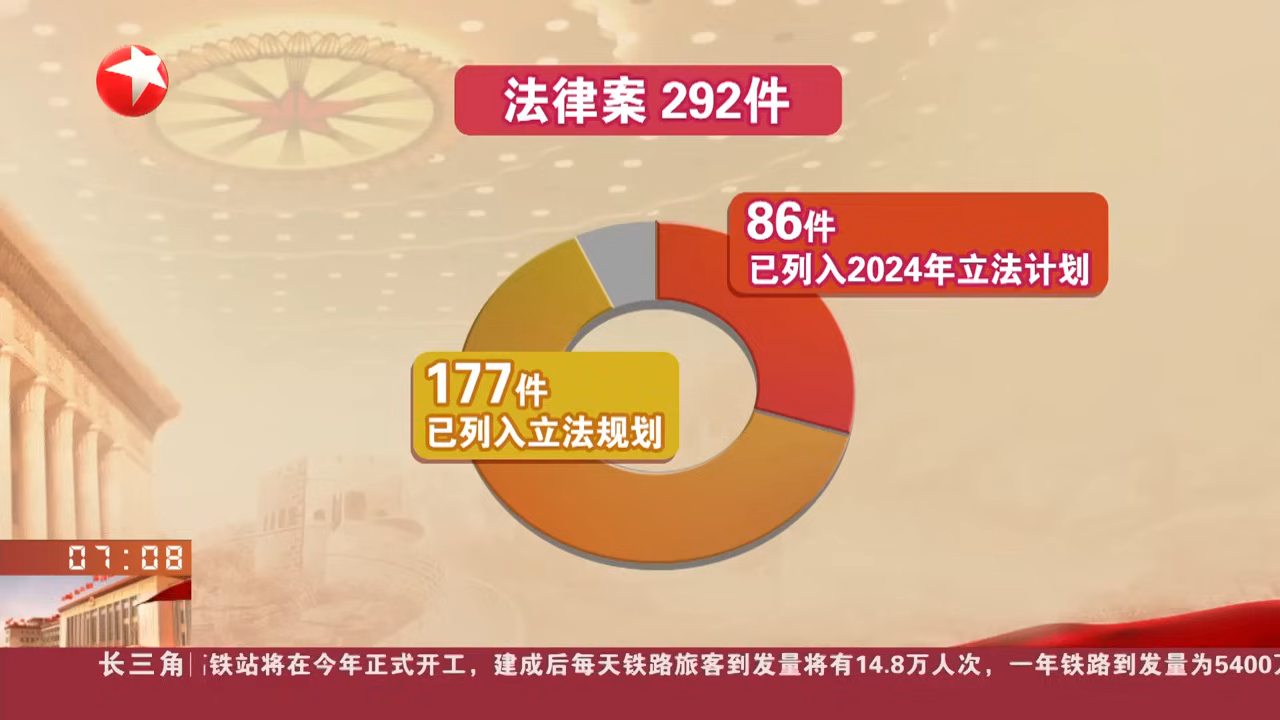 法律案 292件
86件
已列入2024年立法计划
177件
已列入立法规划
07:08
长三角
铁站将在今年正式开工，建成后每天铁路旅客到发量将有14.8万人次，一年铁路到发量为5400